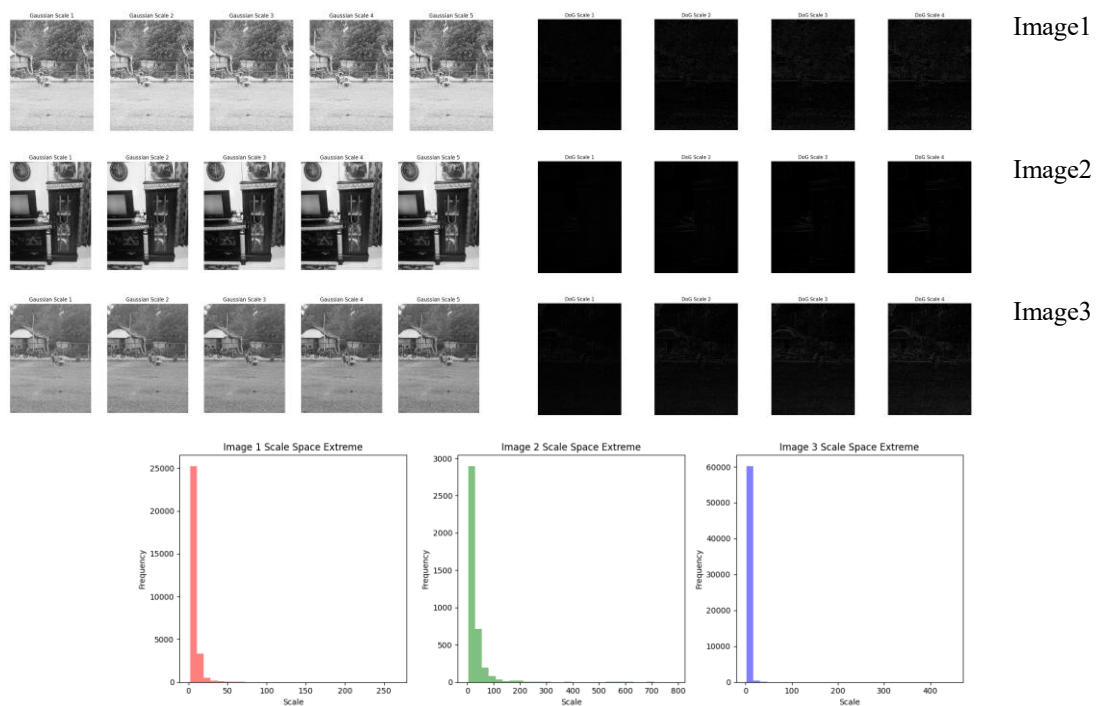 Gaussian Scale 1 Gaussian Scale 2 Gaussian Scale 3 Gaussian Scale 4 Gaussian Scale 5 DoG Scale 1 DoG Scale 2 DoG Scale 3 DoG Scale 4
Image1
Gaussian Scale 1 Gaussian Scale 2 Gaussian Scale 3 Gaussian Scale 4 Gaussian Scale 5 DoG Scale 1 DoG Scale 2 DoG Scale 3 DoG Scale 4
Image2
Gaussian Scale 1 Gaussian Scale 2 Gaussian Scale 3 Gaussian Scale 4 Gaussian Scale 5 DoG Scale 1 DoG Scale 2 DoG Scale 3 DoG Scale 4
Image3
Image 1 Scale Space Extreme
Frequency
25000
20000
15000
10000
5000
0
0 50 100 150 200 250
Scale
Image 2 Scale Space Extreme
Frequency
3000
2500
2000
1500
1000
500
0
0 100 200 300 400 500 600 700 800
Scale
Image 3 Scale Space Extreme
Frequency
60000
50000
40000
30000
20000
10000
0
0 100 200 300 400
Scale